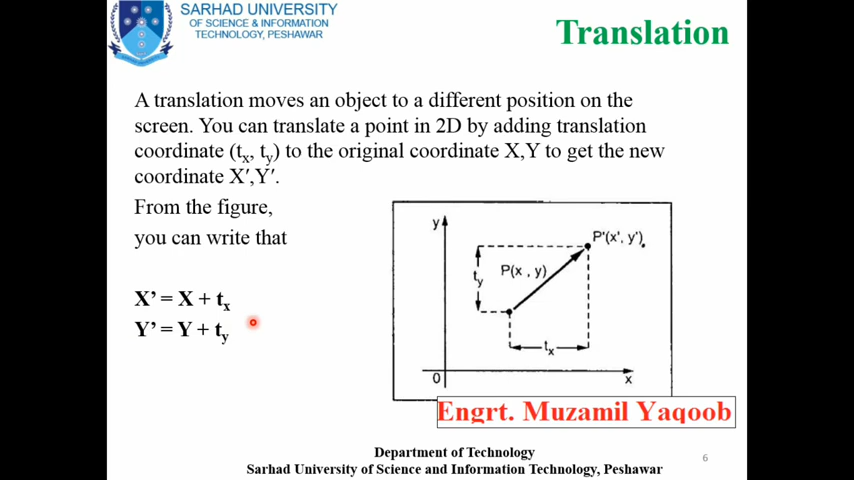 SARHAD UNIVERSITY
OF SCIENCE & INFORMATION
TECHNOLOGY, PESHAWAR
Translation
A translation moves an object to a different position on the
screen. You can translate a point in 2D by adding translation
coordinate (tx, ty) to the original coordinate X,Y to get the new
coordinate X′,Y′.
From the figure,
you can write that
X’ = X + tx
Y’ = Y + ty
y
P'(x', y')
P(x , y)
ty
tx
0
x
Engrt. Muzamil Yaqoob
Department of Technology
Sarhad University of Science and Information Technology, Peshawar
6